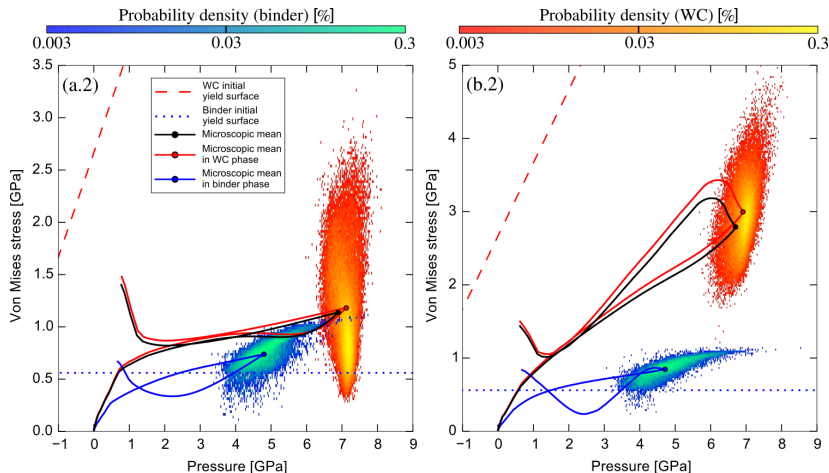 Probability density (binder) [%]
0.003 0.03 0.3
Probability density (WC) [%]
0.003 0.03 0.3
(a.2)
WC initial
yield surface
Binder initial
yield surface
Microscopic mean
Microscopic mean
in WC phase
Microscopic mean
in binder phase
Von Mises stress [GPa]
3.5
3.0
2.5
2.0
1.5
1.0
0.5
0.0
−1 0 1 2 3 4 5 6 7 8 9
Pressure [GPa]
(b.2)
Von Mises stress [GPa]
5
4
3
2
1
0
−1 0 1 2 3 4 5 6 7 8 9
Pressure [GPa]